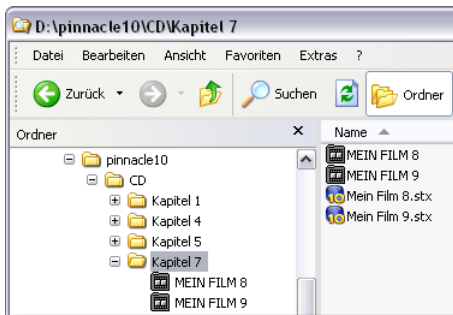 D:\pinnacle10\CD\Kapitel 7
Datei Bearbeiten Ansicht Favoriten Extras ?
Zurück Suchen Ordner
Ordner
pinnacle10
CD
Kapitel 1
Kapitel 4
Kapitel 5
Kapitel 7
MEIN FILM 8
MEIN FILM 9
Name
MEIN FILM 8
MEIN FILM 9
Mein Film 8.stx
Mein Film 9.stx